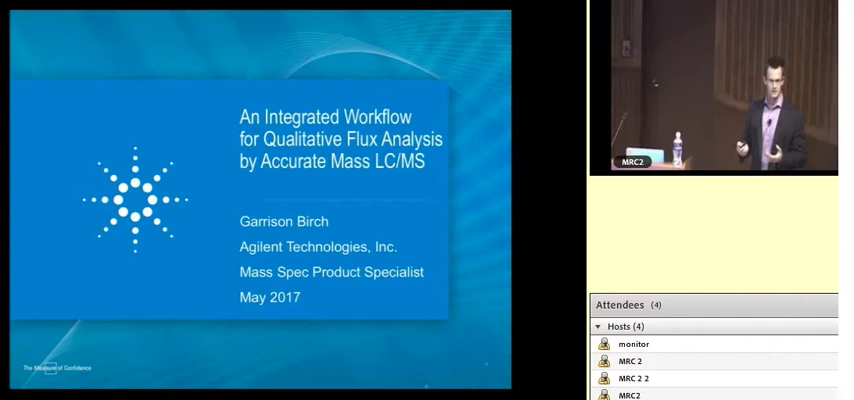 An Integrated Workflow
for Qualitative Flux Analysis
by Accurate Mass LC/MS
Garrison Birch
Agilent Technologies, Inc.
Mass Spec Product Specialist
May 2017
The Measure of Confidence
MRC2
Attendees (4)
Hosts (4)
monitor
MRC 2
MRC 2 2
MRC2